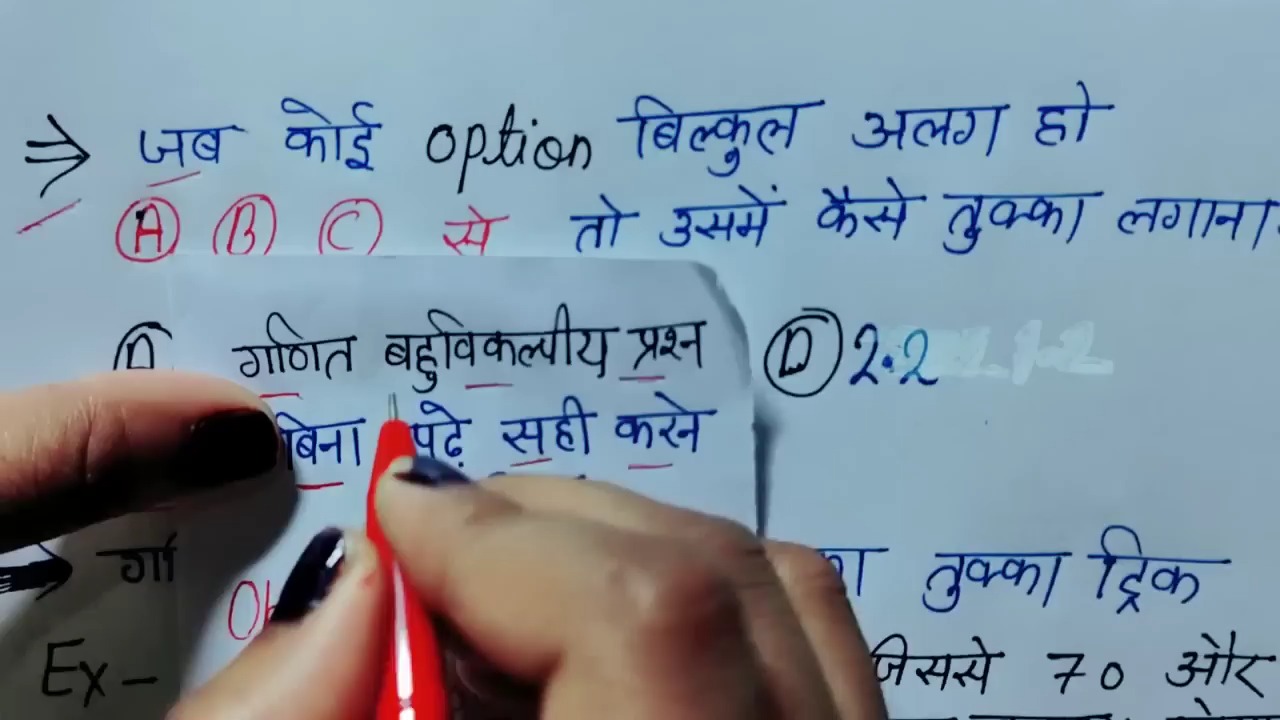 ⇒ जब कोई option बिल्कुल अलग हो
(A) (B) (C) से तो उसमें कैसे तुक्का लगाना
गणित बहुविकल्पीय प्रश्न
(D) 2.2
बिना पढ़े सही करने
तुक्का ट्रिक
Ex – जिससे 70 और